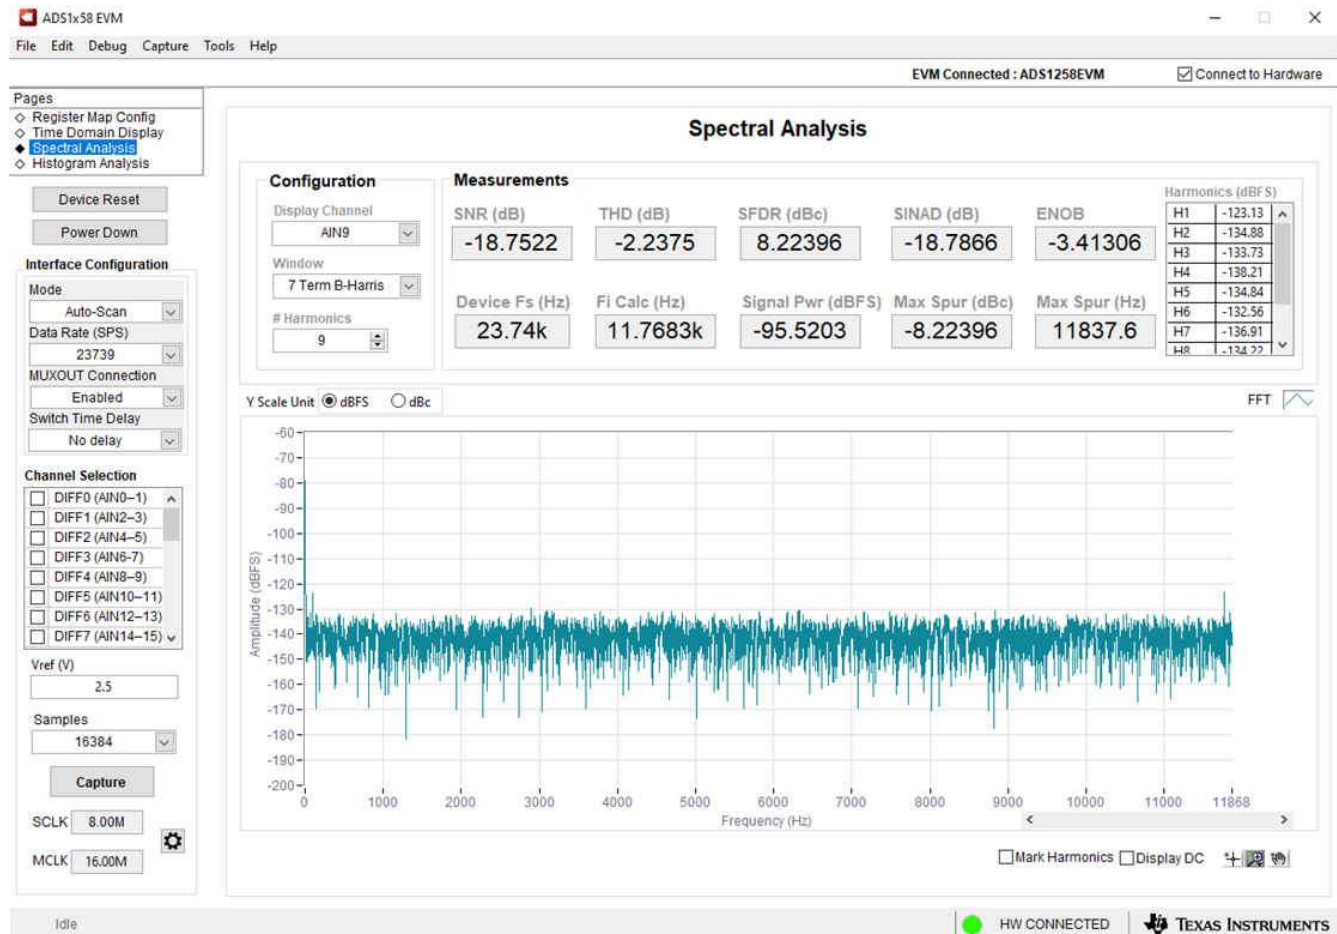 ADS1x58 EVM
File Edit Debug Capture Tools Help
EVM Connected : ADS1258EVM
Connect to Hardware
Pages
Register Map Config
Time Domain Display
Spectral Analysis
Histogram Analysis
Device Reset
Power Down
Interface Configuration
Mode
Auto-Scan
Data Rate (SPS)
23739
MUXOUT Connection
Enabled
Switch Time Delay
No delay
Channel Selection
DIFF0 (AIN0–1)
DIFF1 (AIN2–3)
DIFF2 (AIN4–5)
DIFF3 (AIN6-7)
DIFF4 (AIN8–9)
DIFF5 (AIN10–11)
DIFF6 (AIN12–13)
DIFF7 (AIN14–15)
Vref (V)
2.5
Samples
16384
Capture
SCLK 8.00M
MCLK 16.00M
Spectral Analysis
Configuration
Display Channel
AIN9
Window
7 Term B-Harris
# Harmonics
9
Measurements
SNR (dB) THD (dB) SFDR (dBc) SINAD (dB) ENOB
-18.7522 -2.2375 8.22396 -18.7866 -3.41306
Device Fs (Hz) Fi Calc (Hz) Signal Pwr (dBFS) Max Spur (dBc) Max Spur (Hz)
23.74k 11.7683k -95.5203 -8.22396 11837.6
Harmonics (dBFS)
H1 -123.13
H2 -134.88
H3 -133.73
H4 -138.21
H5 -134.84
H6 -132.56
H7 -136.91
H8 -134.22
Y Scale Unit dBFS dBc
FFT
Amplitude (dBFS)
-60
-70
-80
-90
-100
-110
-120
-130
-140
-150
-160
-170
-180
-190
-200
0 1000 2000 3000 4000 5000 6000 7000 8000 9000 10000 11000 11868
Frequency (Hz)
Mark Harmonics Display DC
Idle
HW CONNECTED
TEXAS INSTRUMENTS